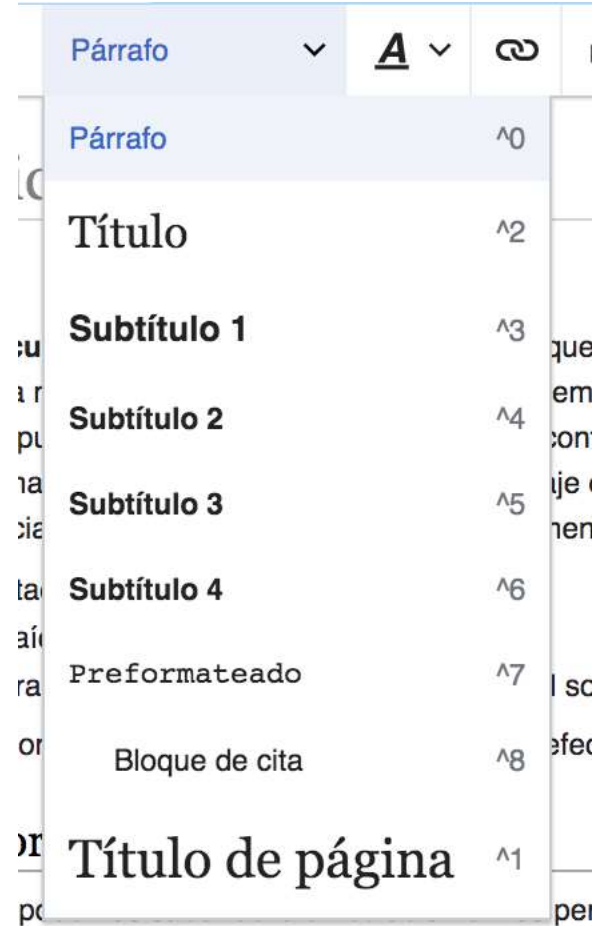 Párrafo A
Párrafo ^0
Título ^2
Subtítulo 1 ^3
Subtítulo 2 ^4
Subtítulo 3 ^5
Subtítulo 4 ^6
Preformateado ^7
Bloque de cita ^8
Título de página ^1